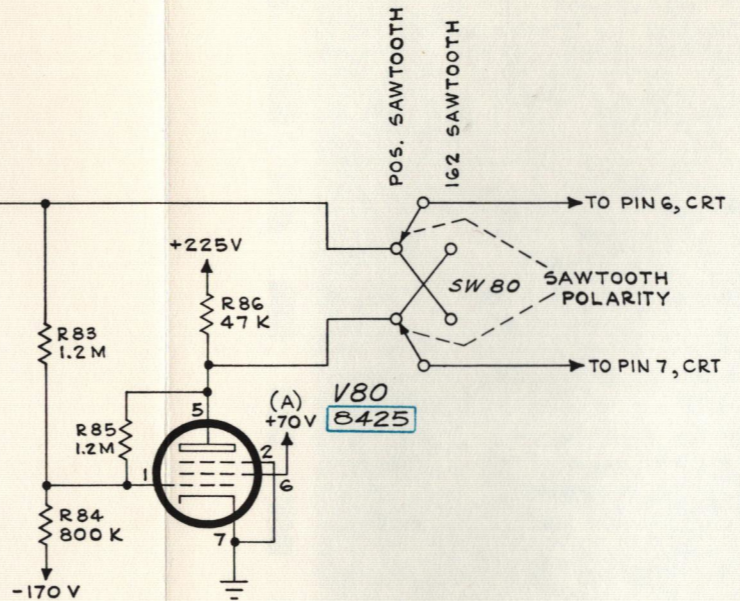 POS. SAWTOOTH
162 SAWTOOTH
TO PIN 6, CRT
+225V
R86
47 K
SW 80
SAWTOOTH
POLARITY
R83
1.2M
TO PIN 7, CRT
(A)
+70V
V80
8425
5
R85
1.2M
2
1
6
R84
800 K
7
-170 V